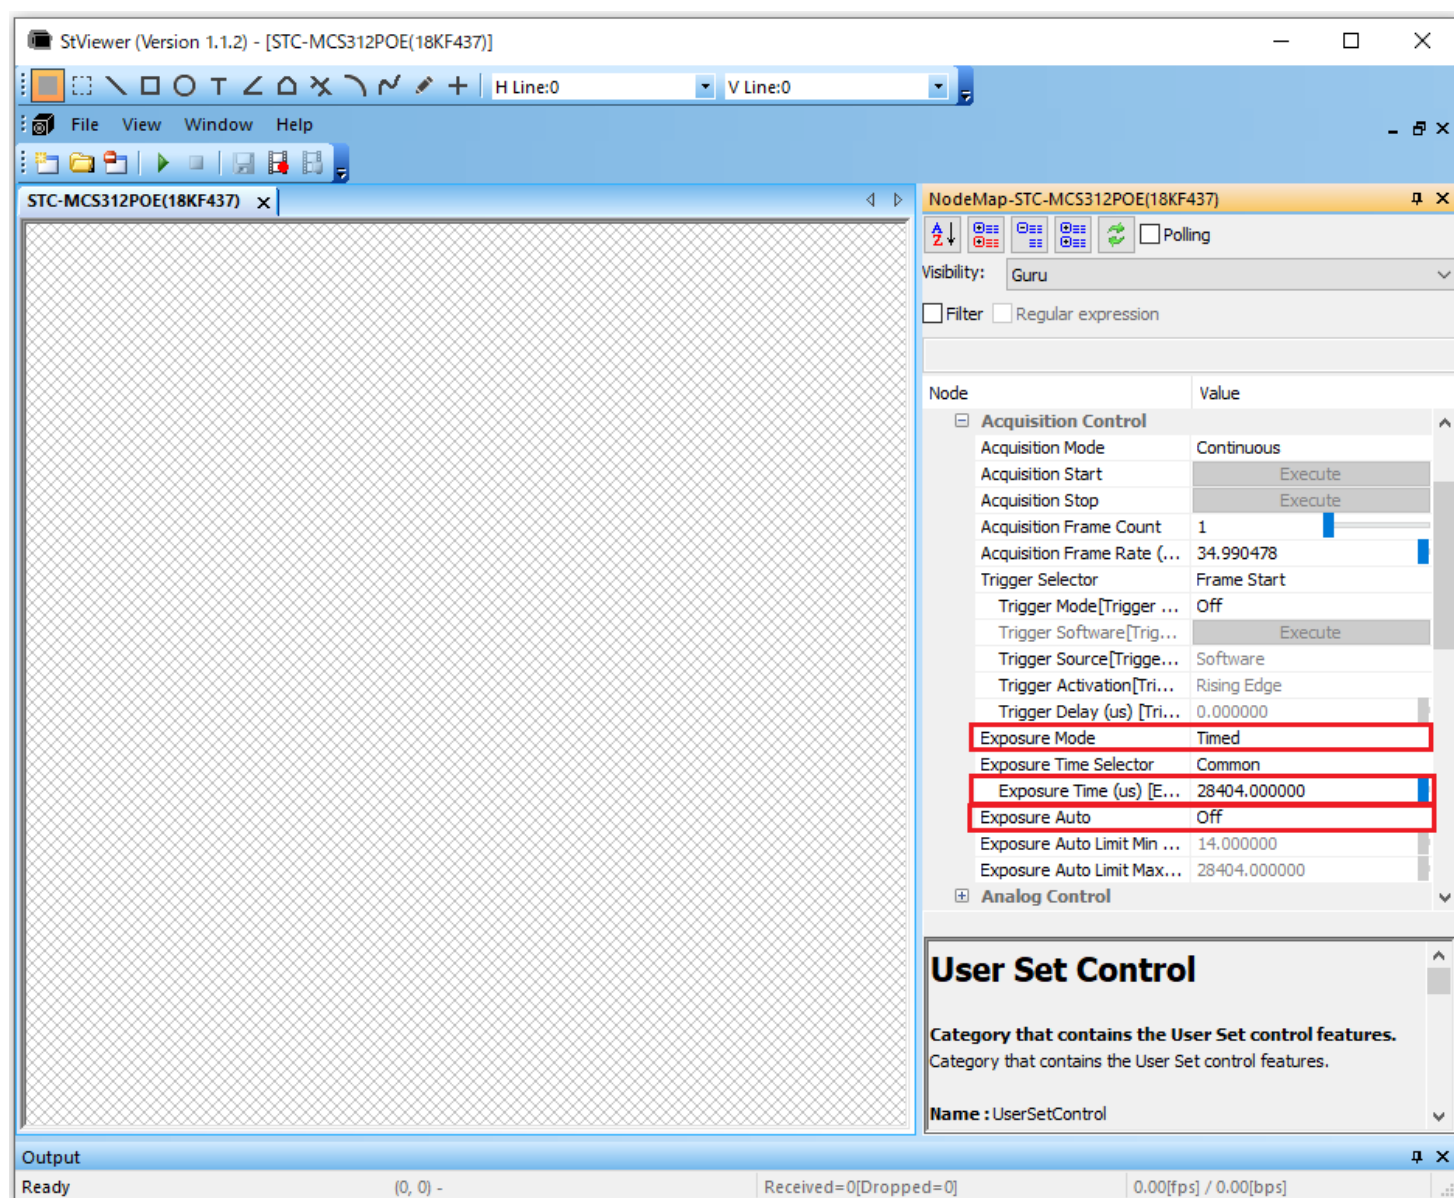 StViewer (Version 1.1.2) - [STC-MCS312POE(18KF437)]
H Line:0 V Line:0
File View Window Help
STC-MCS312POE(18KF437)
NodeMap-STC-MCS312POE(18KF437)
Polling
Visibility: Guru
Filter Regular expression
Node Value
Acquisition Control
Acquisition Mode Continuous
Acquisition Start Execute
Acquisition Stop Execute
Acquisition Frame Count 1
Acquisition Frame Rate (... 34.990478
Trigger Selector Frame Start
Trigger Mode[Trigger ... Off
Trigger Software[Trig... Execute
Trigger Source[Trigge... Software
Trigger Activation[Tri... Rising Edge
Trigger Delay (us) [Tri... 0.000000
Exposure Mode Timed
Exposure Time Selector Common
Exposure Time (us) [E... 28404.000000
Exposure Auto Off
Exposure Auto Limit Min ... 14.000000
Exposure Auto Limit Max... 28404.000000
Analog Control
User Set Control
Category that contains the User Set control features.
Category that contains the User Set control features.
Name : UserSetControl
Output
Ready (0, 0) - Received=0[Dropped=0] 0.00[fps] / 0.00[bps]